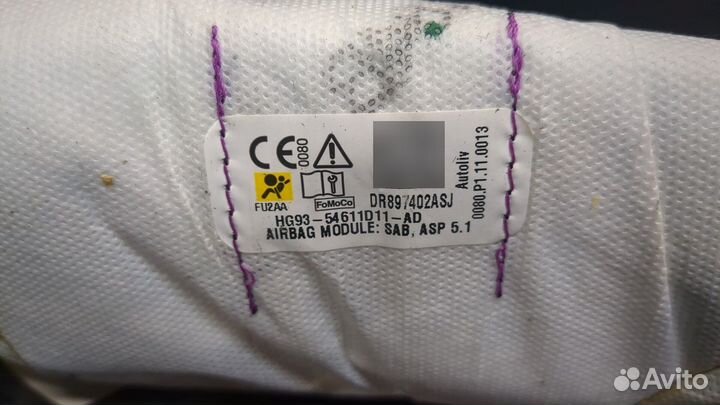 CE 0080
FU2AA
FoMoCo
DR897402ASJ
HG93-54611D11-AD
AIRBAG MODULE: SAB, ASP 5.1
Autoliv
0080.P1.11.0013
Avito